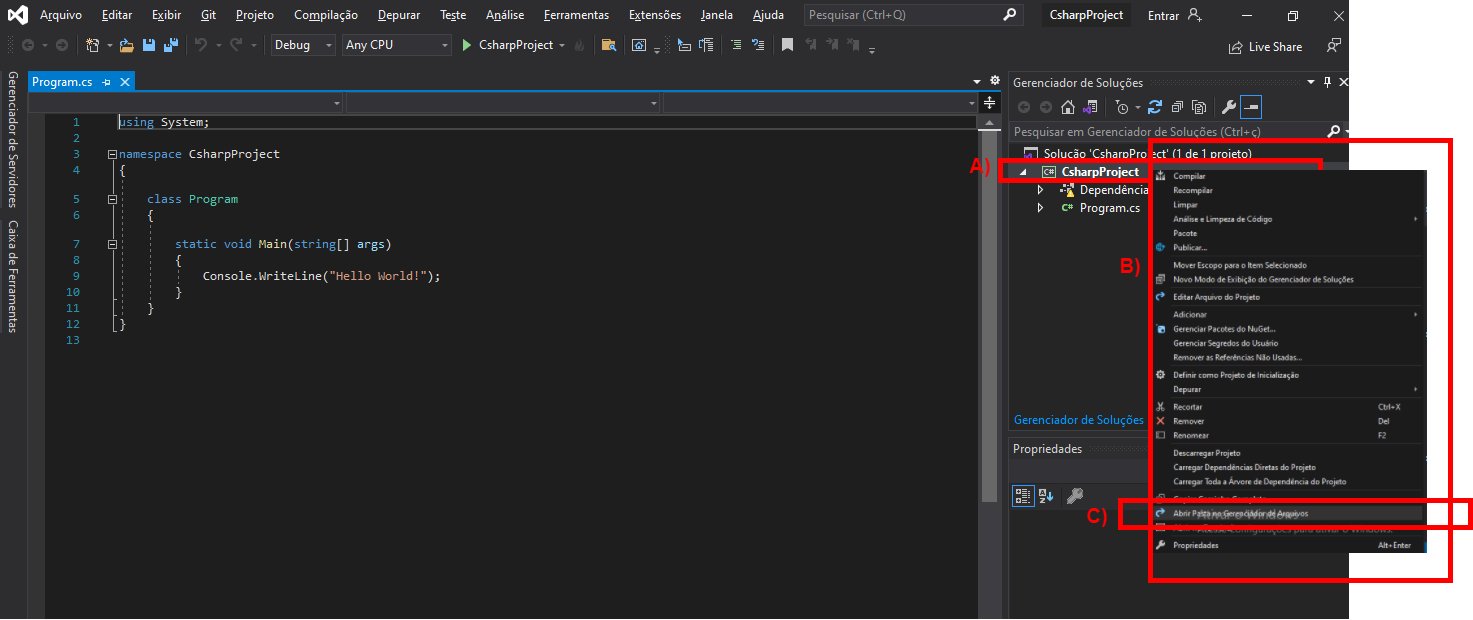 Arquivo Editar Exibir Git Projeto Compilação Depurar Teste Análise Ferramentas Extensões Janela Ajuda Pesquisar (Ctrl+Q) CsharpProject Entrar
Debug Any CPU CsharpProject Live Share
Gerenciador de Servidores
Caixa de Ferramentas
Program.cs
1 using System;
2
3 namespace CsharpProject
4 {
5 class Program
6 {
7 static void Main(string[] args)
8 {
9 Console.WriteLine("Hello World!");
10 }
11 }
12 }
13
Gerenciador de Soluções
Pesquisar em Gerenciador de Soluções (Ctrl+ç)
Solução 'CsharpProject' (1 de 1 projeto)
A)
C# CsharpProject
Dependência
C# Program.cs
B)
Compilar
Recompilar
Limpar
Análise e Limpeza de Código
Pacote
Publicar...
Mover Escopo para o Item Selecionado
Novo Modo de Exibição do Gerenciador de Soluções
Editar Arquivo do Projeto
Adicionar
Gerenciar Pacotes do NuGet...
Gerenciar Segredos do Usuário
Remover as Referências Não Usadas...
Definir como Projeto de Inicialização
Depurar
Recortar Ctrl+X
Remover Del
Renomear F2
Descarregar Projeto
Carregar Dependências Diretas do Projeto
Carregar Toda a Árvore de Dependência do Projeto
C)
Abrir Pasta no Gerenciador de Arquivos
Propriedades Alt+Enter
Gerenciador de Soluções
Propriedades